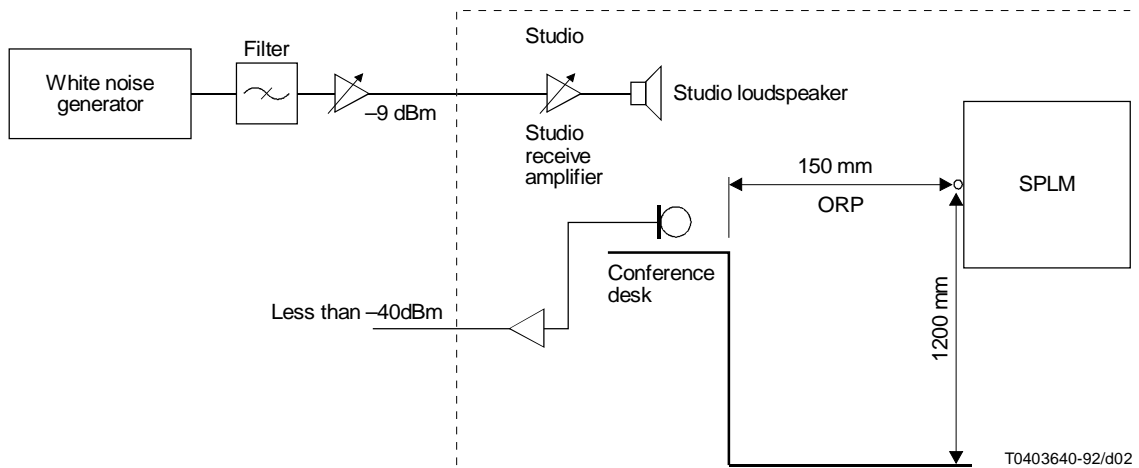 Studio
Filter
White noise
generator
–9 dBm
Studio loudspeaker
Studio
receive
amplifier
150 mm
ORP
SPLM
Conference
desk
Less than –40dBm
1200 mm
T0403640-92/d02